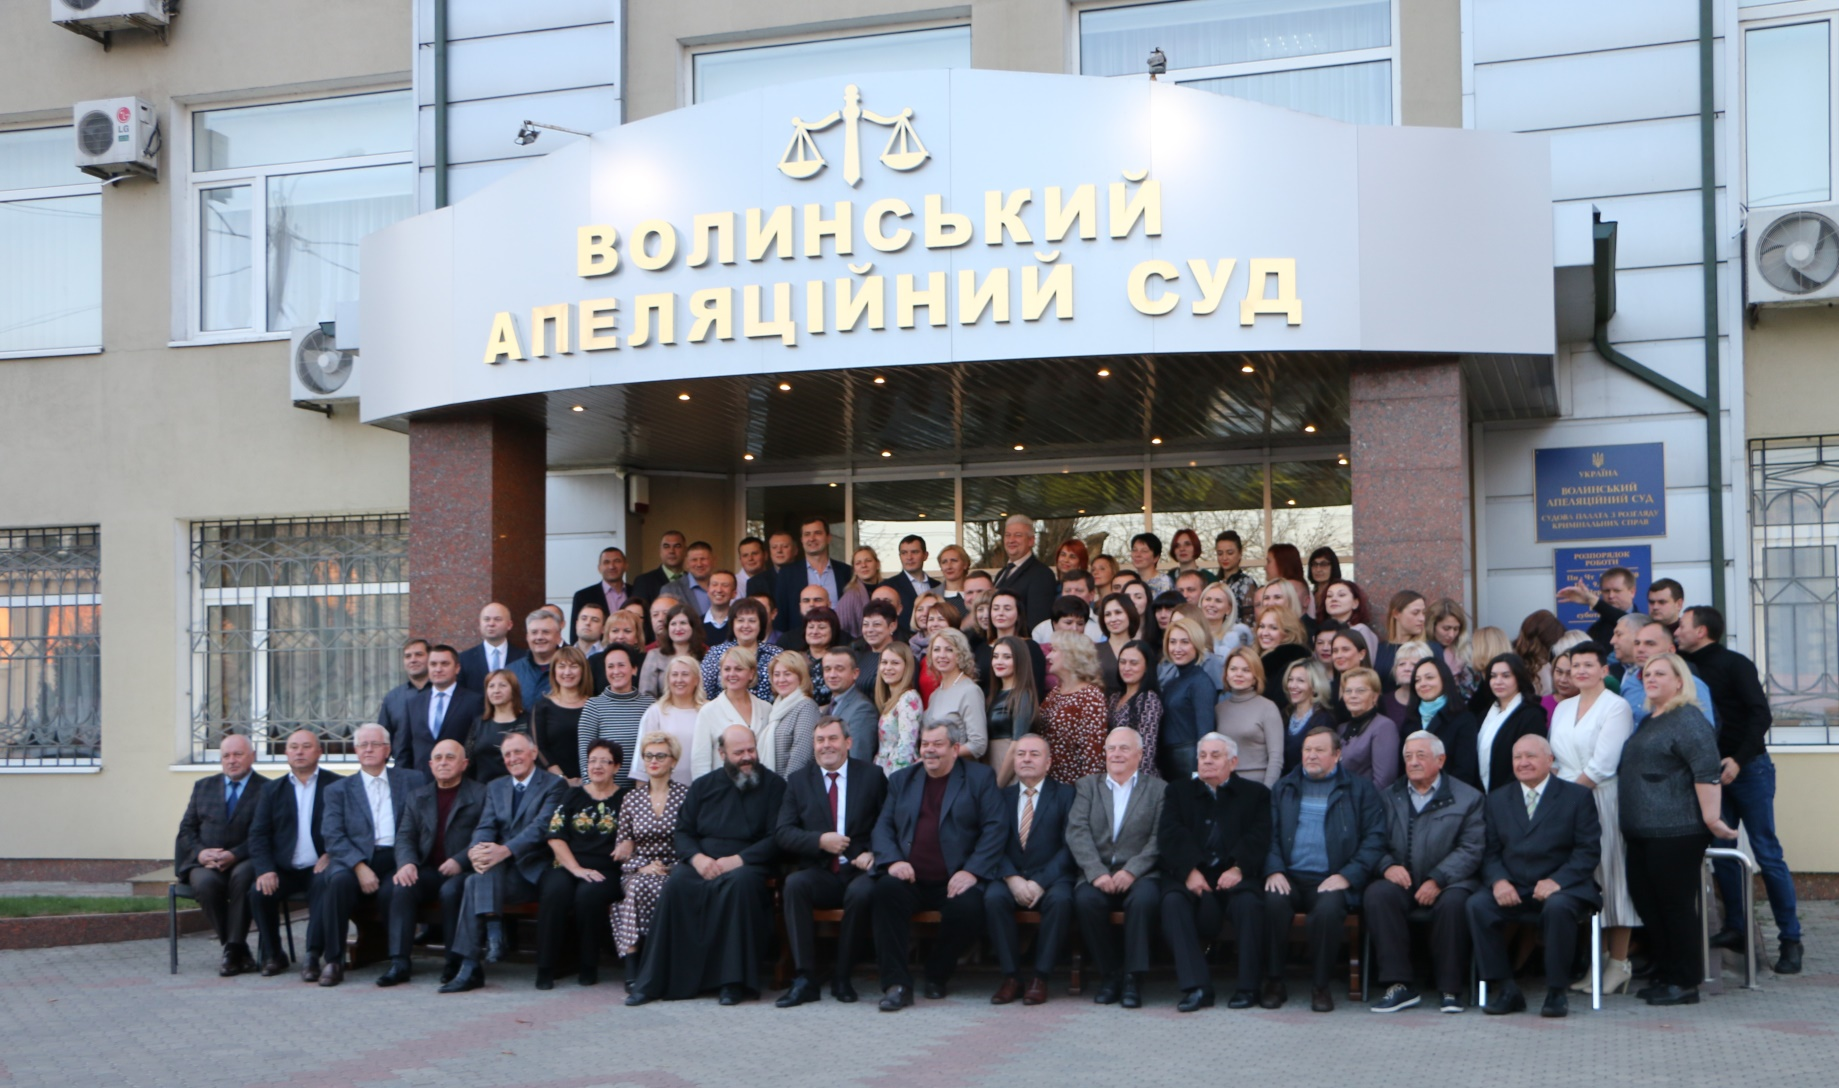 ВОЛИНСЬКИЙ
АПЕЛЯЦІЙНИЙ СУД
LG
УКРАЇНА
ВОЛИНСЬКИЙ
АПЕЛЯЦІЙНИЙ СУД
СУДОВА ПАЛАТА З РОЗГЛЯДУ
КРИМІНАЛЬНИХ СПРАВ
РОЗПОРЯДОК
РОБОТИ